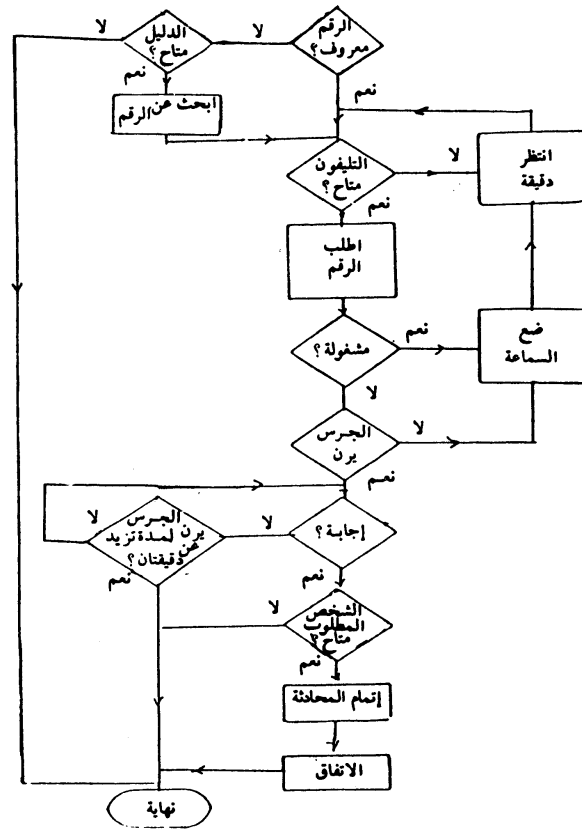 الرقم
معروف؟
لا
الدليل
متاح؟
لا
نعم
نعم
ابحث عن
الرقم
التليفون
متاح؟
لا
انتظر
دقيقة
نعم
اطلب
الرقم
مشغولة؟
نعم
ضع
السماعة
لا
الجرس
يرن
لا
نعم
إجابة؟
لا
الجرس
يرن لمدة تزيد
عن
دقيقتان؟
لا
نعم
نعم
الشخص
المطلوب
متاح؟
لا
نعم
إتمام المحادثة
الاتفاق
نهاية